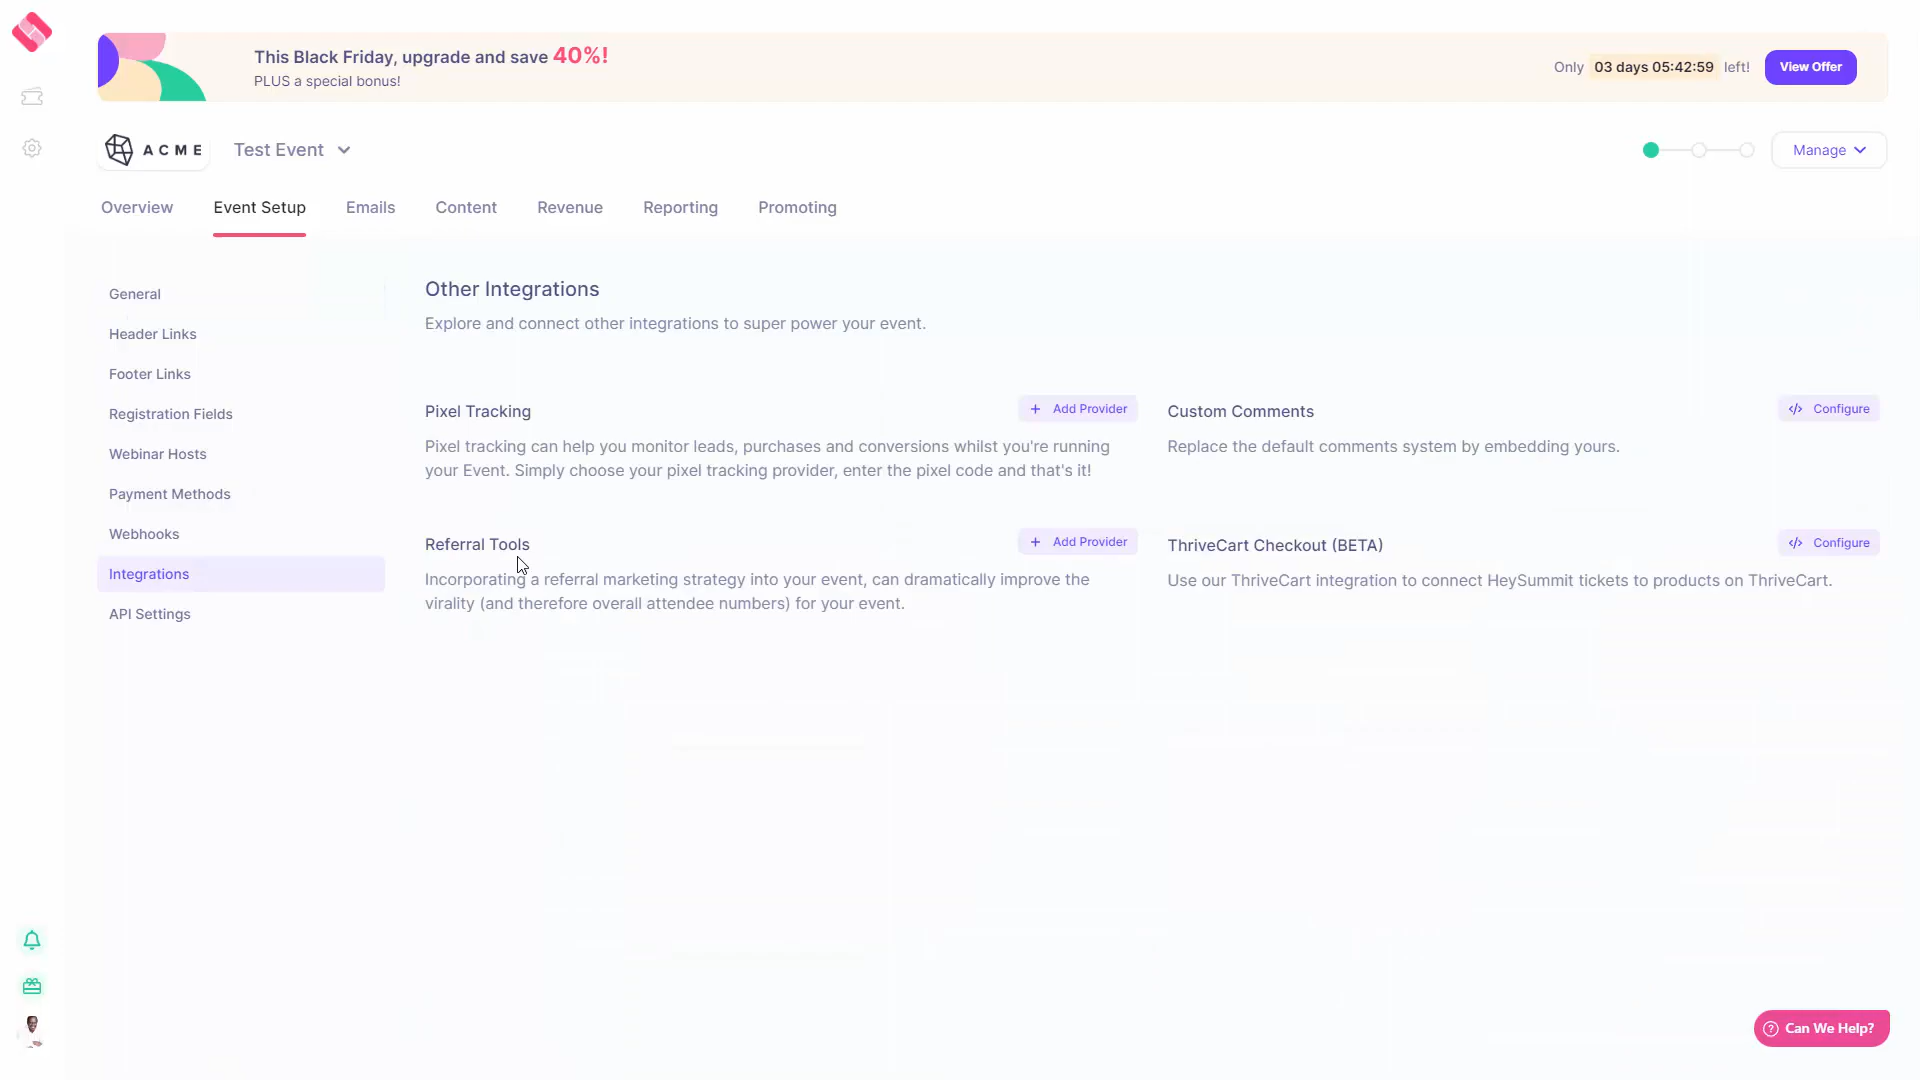 This Black Friday, upgrade and save 40%!
PLUS a special bonus!
Only 03 days 05:42:59 left!
View Offer
ACME
Test Event
Manage
Overview
Event Setup
Emails
Content
Revenue
Reporting
Promoting
General
Header Links
Footer Links
Registration Fields
Webinar Hosts
Payment Methods
Webhooks
Integrations
API Settings
Other Integrations
Explore and connect other integrations to super power your event.
Pixel Tracking
+ Add Provider
Pixel tracking can help you monitor leads, purchases and conversions whilst you're running
your Event. Simply choose your pixel tracking provider, enter the pixel code and that's it!
Custom Comments
</> Configure
Replace the default comments system by embedding yours.
Referral Tools
+ Add Provider
Incorporating a referral marketing strategy into your event, can dramatically improve the
virality (and therefore overall attendee numbers) for your event.
ThriveCart Checkout (BETA)
</> Configure
Use our ThriveCart integration to connect HeySummit tickets to products on ThriveCart.
? Can We Help?